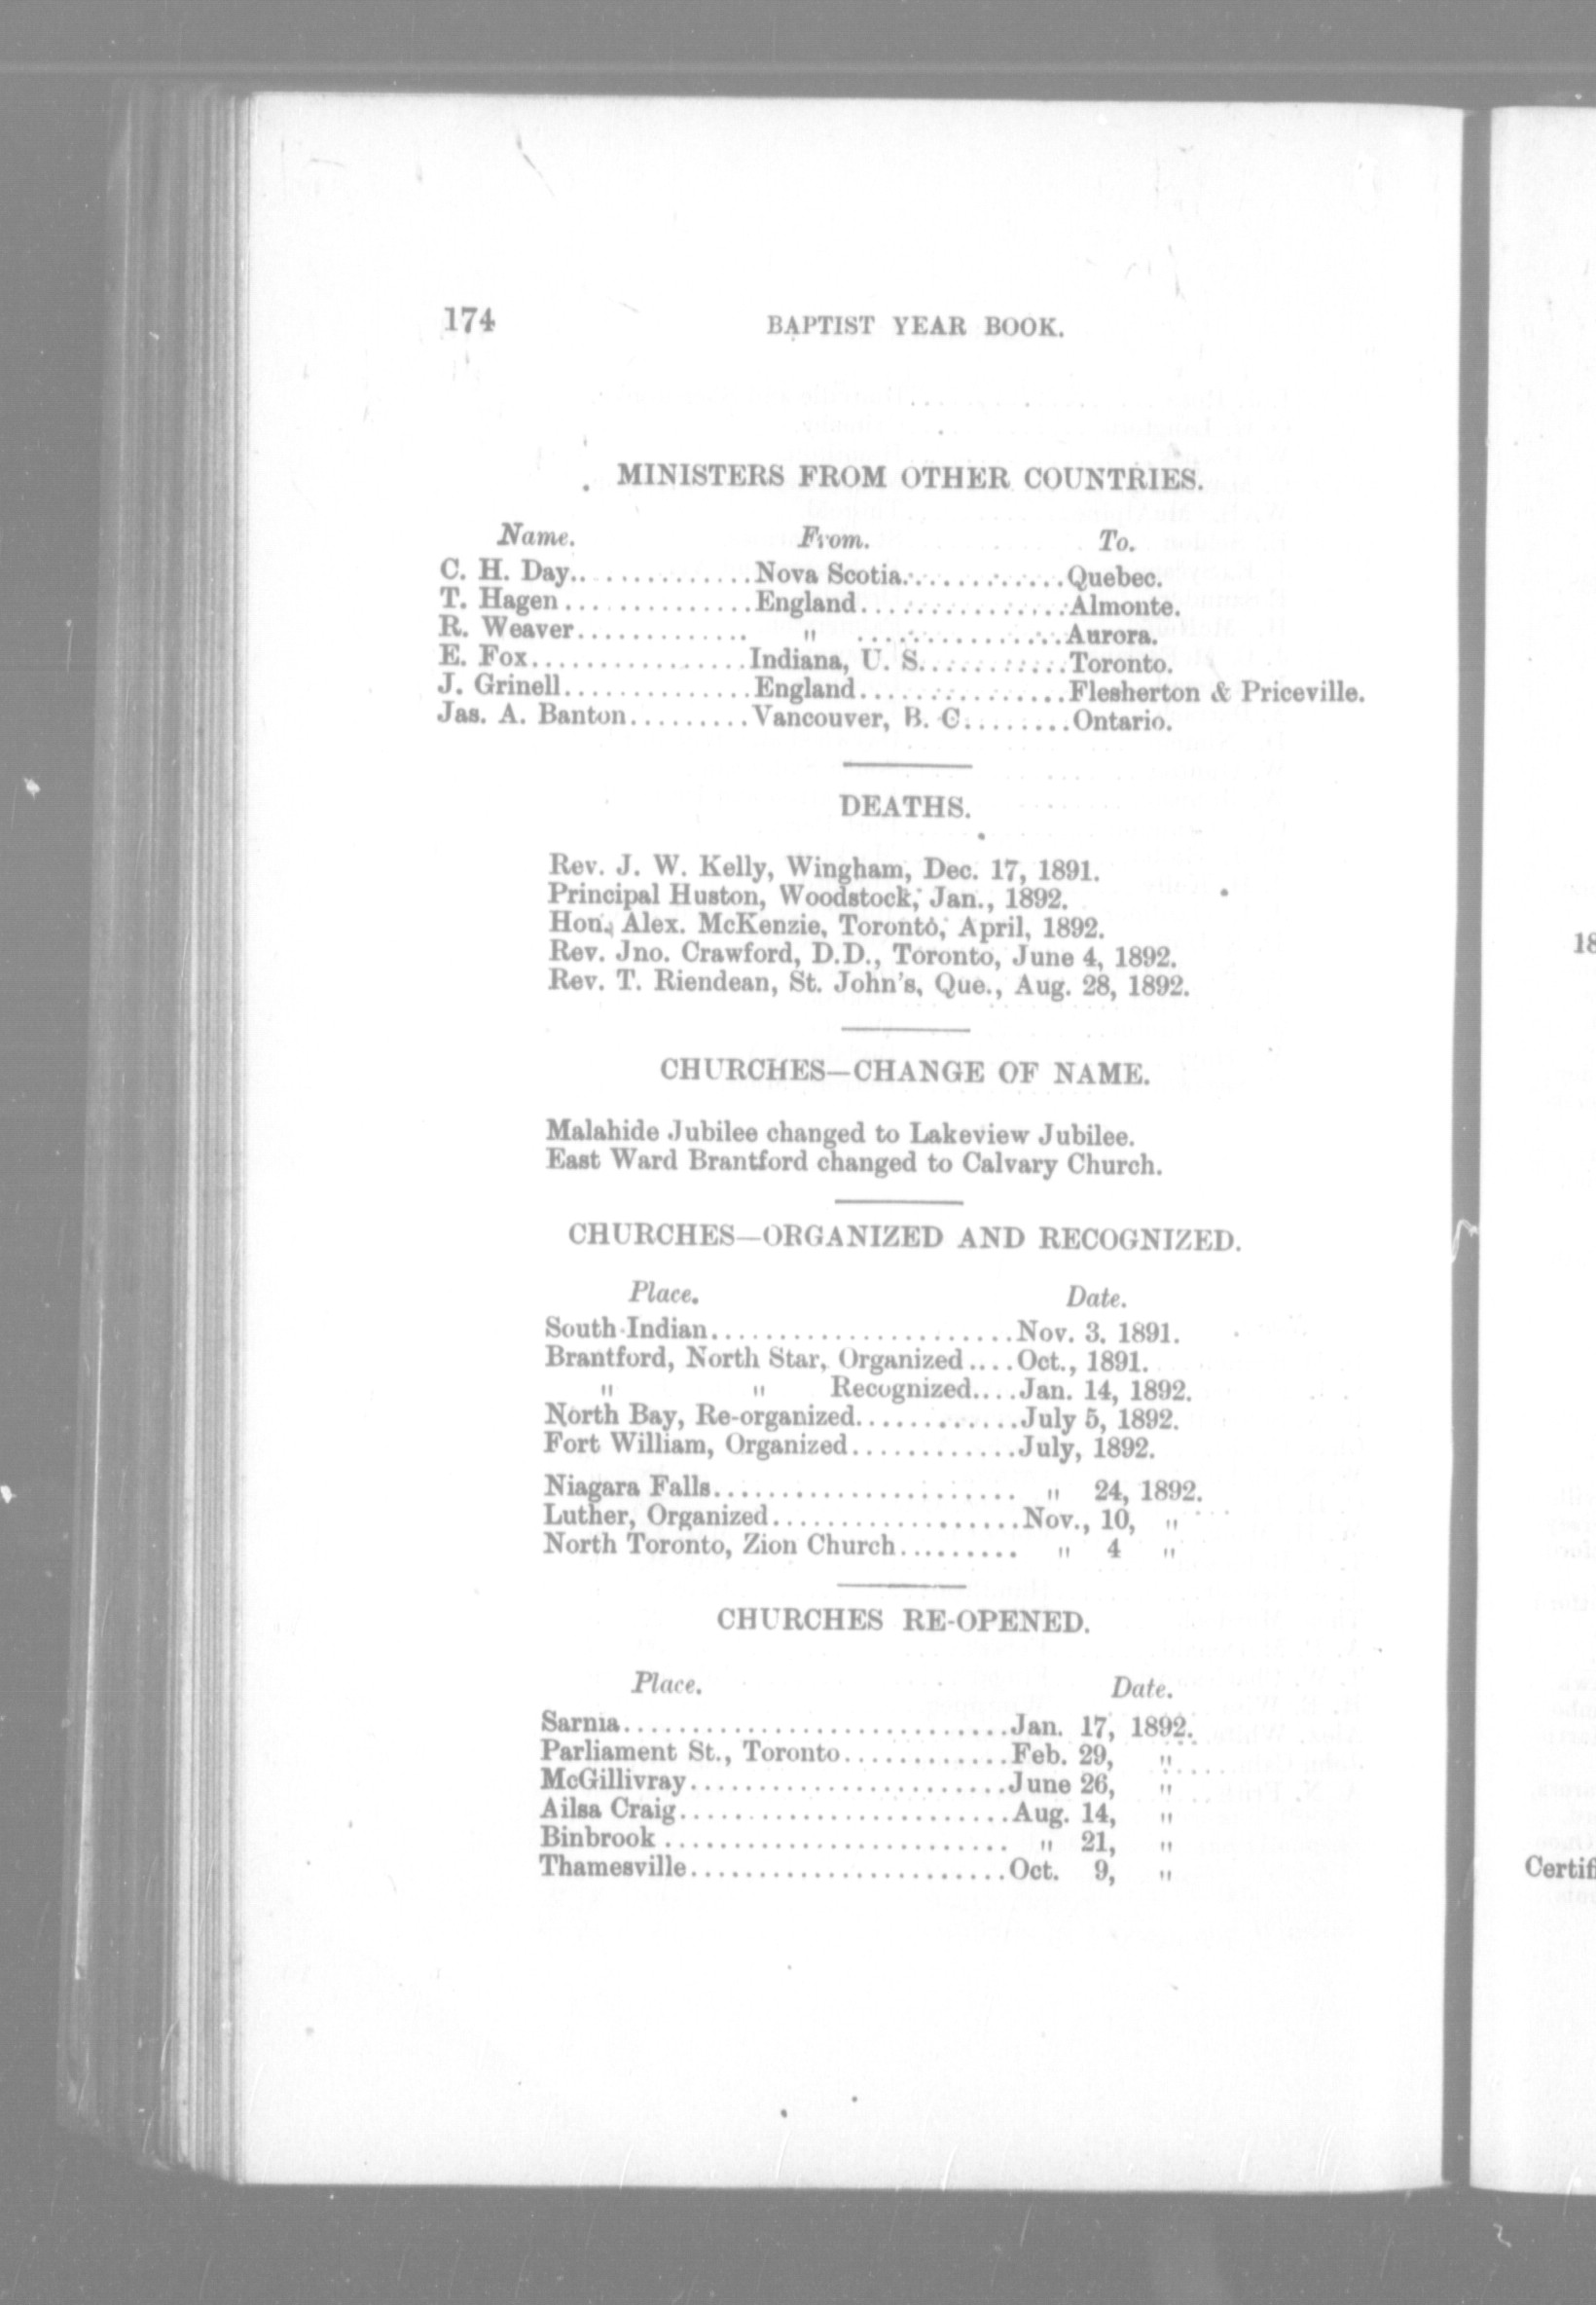 174 BAPTIST YEAR BOOK.
MINISTERS FROM OTHER COUNTRIES.
Name. From. To.
C. H. Day..............Nova Scotia............Quebec.
T. Hagen..............England................Almonte.
R. Weaver............. " ................Aurora.
E. Fox................Indiana, U. S...........Toronto.
J. Grinell..............England................Flesherton & Priceville.
Jas. A. Banton.........Vancouver, B. C........Ontario.
DEATHS.
Rev. J. W. Kelly, Wingham, Dec. 17, 1891.
Principal Huston, Woodstock, Jan., 1892.
Hon. Alex. McKenzie, Toronto, April, 1892.
Rev. Jno. Crawford, D.D., Toronto, June 4, 1892.
Rev. T. Riendean, St. John's, Que., Aug. 28, 1892.
CHURCHES—CHANGE OF NAME.
Malahide Jubilee changed to Lakeview Jubilee.
East Ward Brantford changed to Calvary Church.
CHURCHES—ORGANIZED AND RECOGNIZED.
Place. Date.
South Indian.......................Nov. 3. 1891.
Brantford, North Star, Organized....Oct., 1891.
" " Recognized....Jan. 14, 1892.
North Bay, Re-organized............July 5, 1892.
Fort William, Organized............July, 1892.
Niagara Falls...................... " 24, 1892.
Luther, Organized..................Nov., 10, "
North Toronto, Zion Church......... " 4 "
CHURCHES RE-OPENED.
Place. Date.
Sarnia.............................Jan. 17, 1892.
Parliament St., Toronto............Feb. 29, "
McGillivray.......................June 26, "
Ailsa Craig.........................Aug. 14, "
Binbrook.......................... " 21, "
Thamesville........................Oct. 9, "
18
Certif